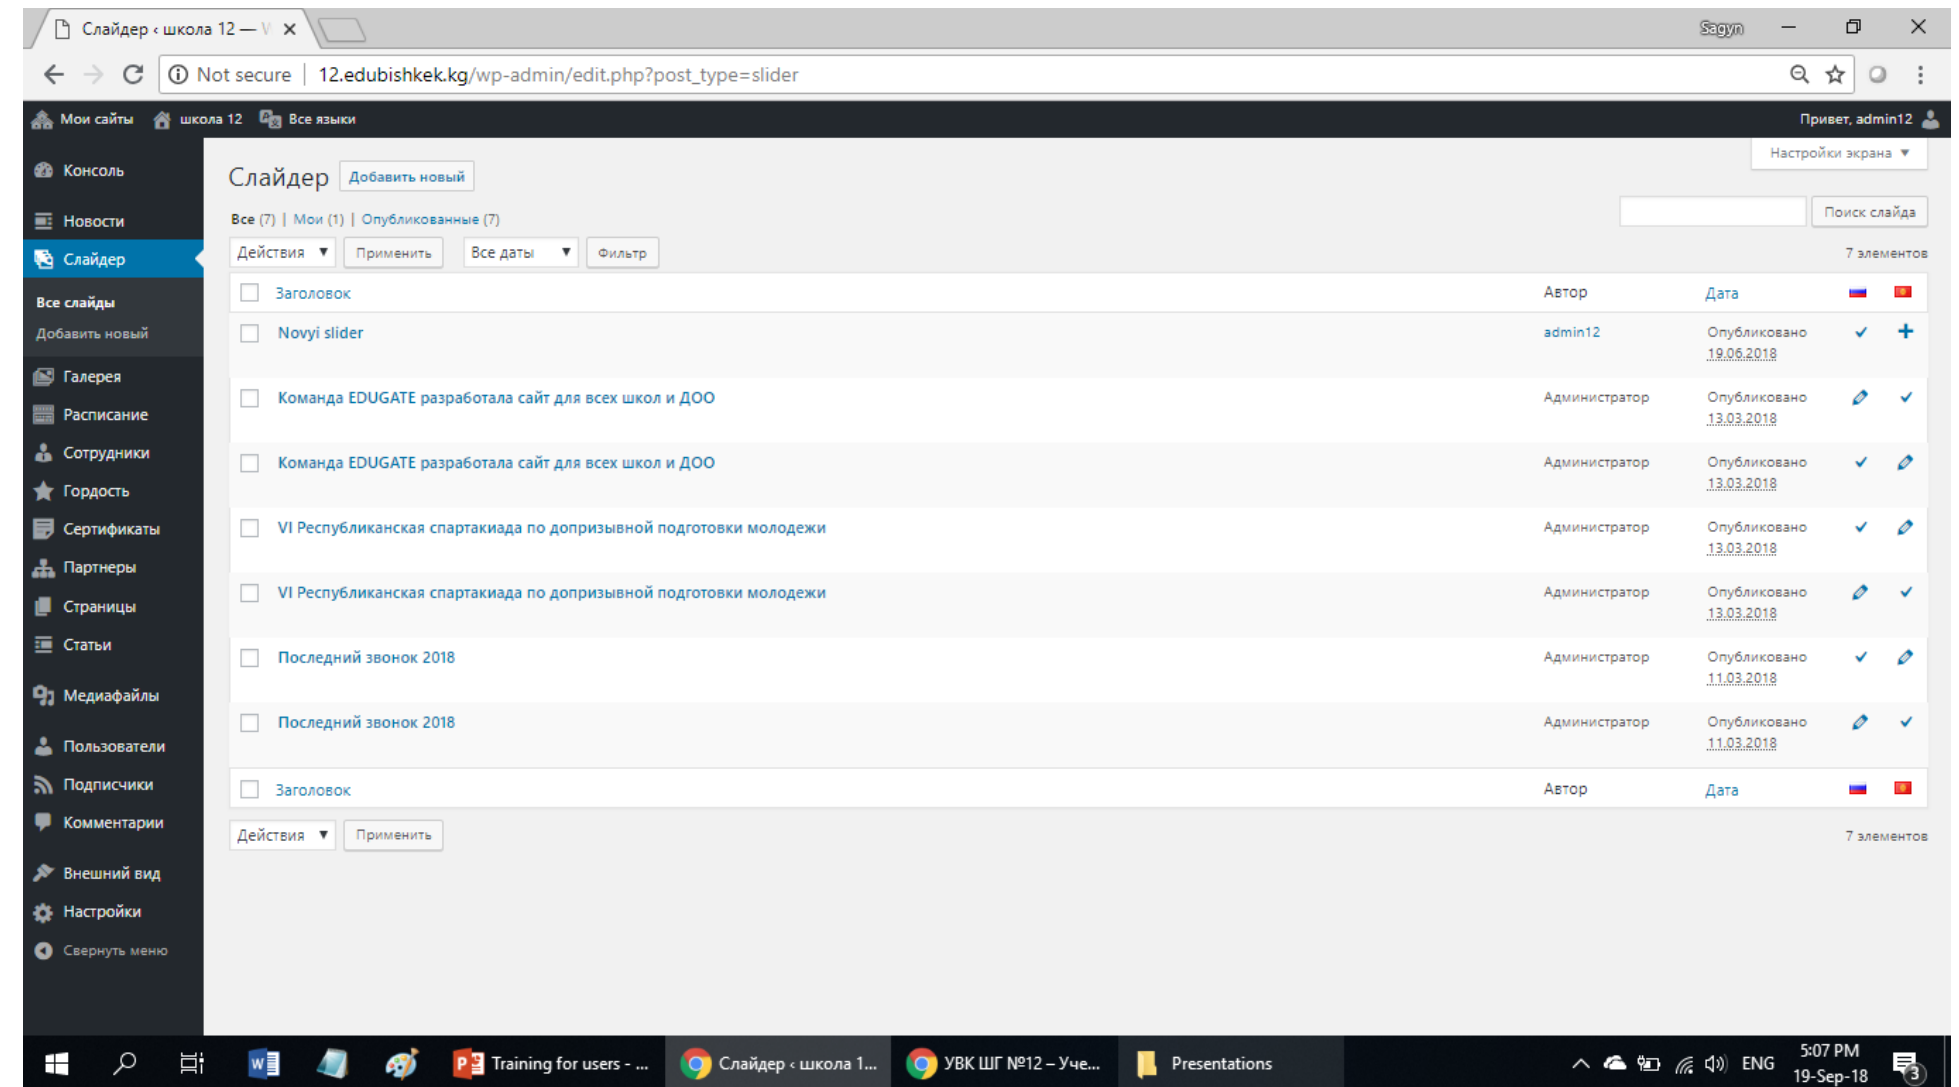 Слайдер ‹ школа 12 — W
Sagyn
Not secure | 12.edubishkek.kg/wp-admin/edit.php?post_type=slider
Мои сайты школа 12 Все языки Привет, admin12
Настройки экрана ▼
Консоль
Новости
Слайдер
Все слайды
Добавить новый
Галерея
Расписание
Сотрудники
Гордость
Сертификаты
Партнеры
Страницы
Статьи
Медиафайлы
Пользователи
Подписчики
Комментарии
Внешний вид
Настройки
Свернуть меню
Слайдер Добавить новый
Все (7) | Мои (1) | Опубликованные (7)
Поиск слайда
Действия ▼ Применить Все даты ▼ Фильтр 7 элементов
Заголовок Автор Дата
Novyi slider admin12 Опубликовано
19.06.2018
Команда EDUGATE разработала сайт для всех школ и ДОО Администратор Опубликовано
13.03.2018
Команда EDUGATE разработала сайт для всех школ и ДОО Администратор Опубликовано
13.03.2018
VI Республиканская спартакиада по допризывной подготовки молодежи Администратор Опубликовано
13.03.2018
VI Республиканская спартакиада по допризывной подготовки молодежи Администратор Опубликовано
13.03.2018
Последний звонок 2018 Администратор Опубликовано
11.03.2018
Последний звонок 2018 Администратор Опубликовано
11.03.2018
Заголовок Автор Дата
Действия ▼ Применить 7 элементов
Training for users - ... Слайдер ‹ школа 1... УВК ШГ №12 – Уче... Presentations ENG 5:07 PM
19-Sep-18 3